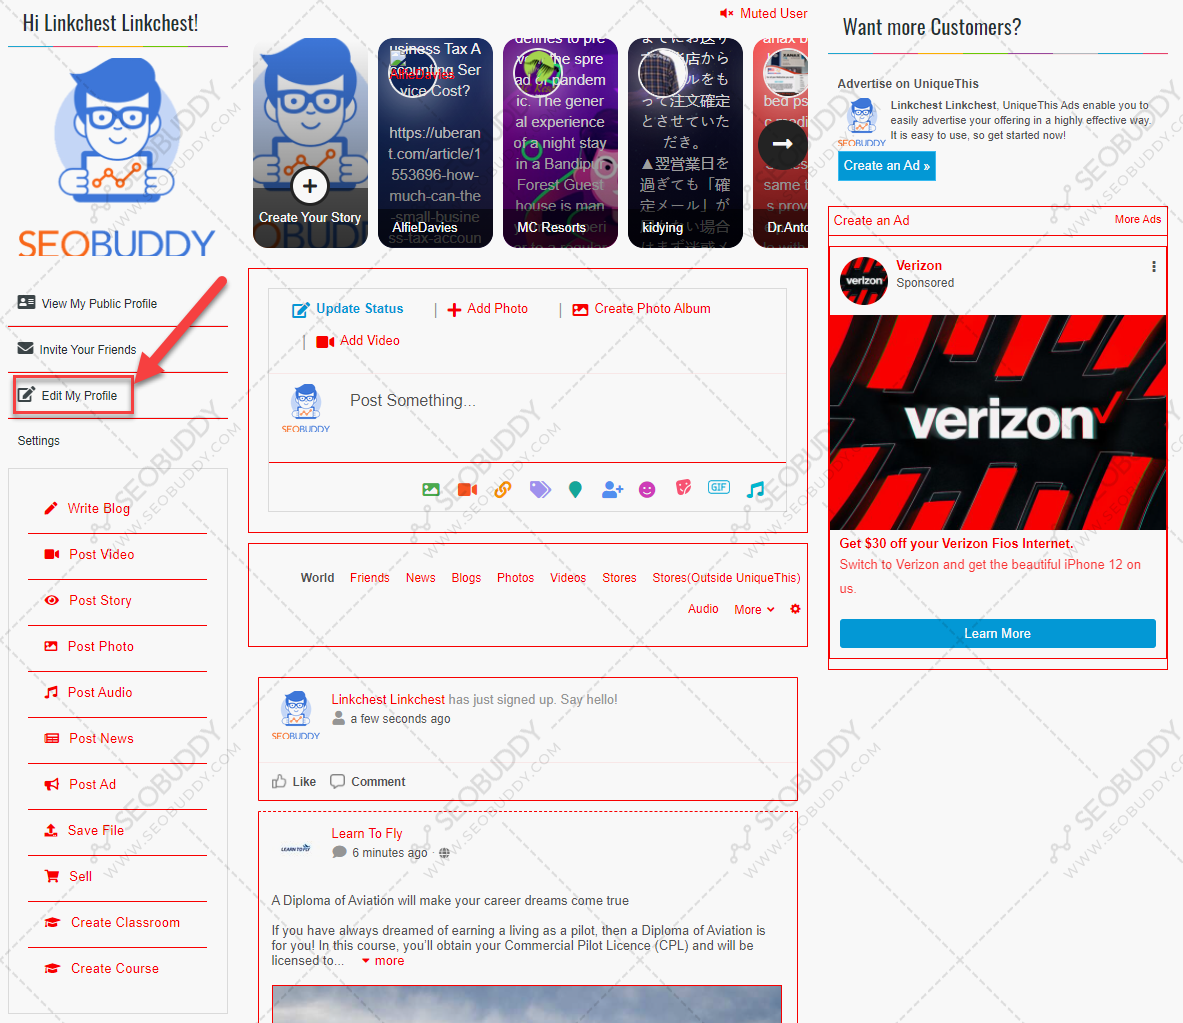 Hi Linkchest Linkchest!
SEOBUDDY
View My Public Profile
Invite Your Friends
Edit My Profile
Settings
Write Blog
Post Video
Post Story
Post Photo
Post Audio
Post News
Post Ad
Save File
Sell
Create Classroom
Create Course
Muted User
Create Your Story
usiness Tax A
ccounting Ser
vice Cost?
https://uberan
t.com/article/1
553696-how-
much-can-the
-small-busine
ss-tax-accoun
AlfieDavies
defines to pre
the spre
ad of pandem
ic. The gener
al experience
of a night stay
in a Bandipur
Forest Guest
house is man
MC Resorts
って注文確定
とさせていた
だき。
▲翌営業日を
過ぎても「確
定メール」が
kidying
same t
s prov
Dr.Anto
Update Status
| Add Photo
| Create Photo Album
| Add Video
Post Something...
SEOBUDDY
GIF
World Friends News Blogs Photos Videos Stores Stores(Outside UniqueThis)
Audio More
Linkchest Linkchest has just signed up. Say hello!
a few seconds ago
SEOBUDDY
Like Comment
Learn To Fly
LEARN TO FLY
6 minutes ago ·
A Diploma of Aviation will make your career dreams come true
If you have always dreamed of earning a living as a pilot, then a Diploma of Aviation is
for you! In this course, you'll obtain your Commercial Pilot Licence (CPL) and will be
licensed to... more
Want more Customers?
Advertise on UniqueThis
Linkchest Linkchest, UniqueThis Ads enable you to
easily advertise your offering in a highly effective way.
It is easy to use, so get started now!
SEOBUDDY
Create an Ad »
Create an Ad More Ads
verizon
Verizon
Sponsored
verizon
Get $30 off your Verizon Fios Internet.
Switch to Verizon and get the beautiful iPhone 12 on
us.
Learn More
SEOBUDDY
WWW.SEOBUDDY.COM